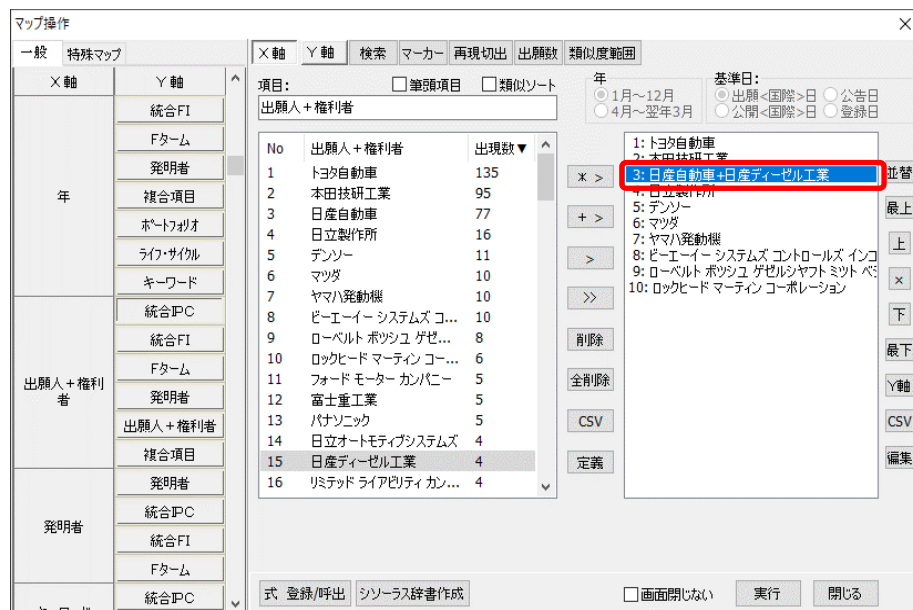 マップ操作
一般 特殊マップ
X軸 Y軸 検索 マーカー 再現切出 出願数 類似度範囲
X軸 Y軸
年
統合FI
Fターム
発明者
複合項目
ポートフォリオ
ライフ・サイクル
キーワード
出願人+権利者
統合IPC
統合FI
Fターム
発明者
出願人+権利者
複合項目
発明者
発明者
統合IPC
統合FI
Fターム
統合IPC
項目: 筆頭項目 類似ソート
出願人+権利者
年
1月～12月
4月～翌年3月
基準日:
出願<国際>日 公告日
公開<国際>日 登録日
No 出願人+権利者 出現数▼
1 トヨタ自動車 135
2 本田技研工業 95
3 日産自動車 77
4 日立製作所 16
5 デンソー 11
6 マツダ 10
7 ヤマハ発動機 10
8 ビーエーイー システムズ コ... 10
9 ローベルト ボツシュ ゲゼ... 8
10 ロックヒード マーティン コー... 6
11 フォード モーター カンパニー 5
12 富士重工業 5
13 パナソニック 5
14 日立オートモティブシステムズ 4
15 日産ディーゼル工業 4
16 リミテッド ライアビリティ カン... 4
* >
+ >
>
>>
削除
全削除
CSV
定義
1: トヨタ自動車
2: 本田技研工業
3: 日産自動車+日産ディーゼル工業
4: 日立製作所
5: デンソー
6: マツダ
7: ヤマハ発動機
8: ビーエーイー システムズ コントロールズ インコ
9: ローベルト ボツシュ ゲゼルシヤフト ミツト ベシ
10: ロックヒード マーティン コーポレーション
並替
最上
上
×
下
最下
Y軸
CSV
編集
式 登録/呼出 シソーラス辞書作成
画面閉じない 実行 閉じる